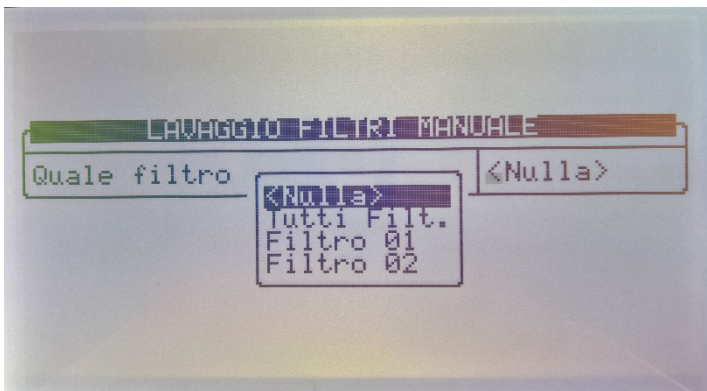 LAVAGGIO FILTRI MANUALE
Quale filtro <Nulla>
<Nulla>
Tutti Filt.
Filtro 01
Filtro 02